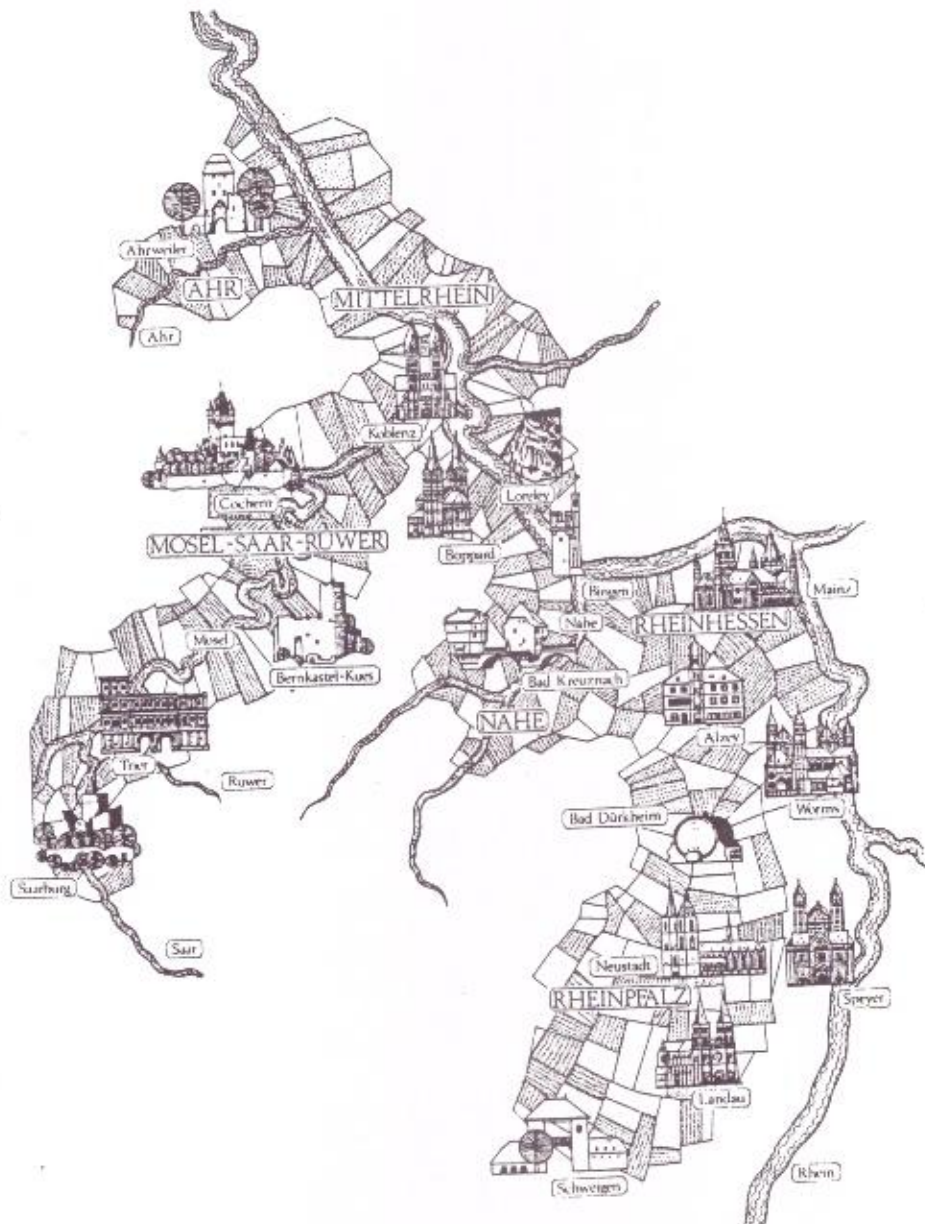 Ahrweiler
AHR
MITTELRHEIN
Ahr
Koblenz
Cochem
Loreley
MOSEL-SAAR-RUWER
Boppard
Bingen
Mainz
Nahe
RHEINHESSEN
Mosel
Bernkastel-Kues
Bad Kreuznach
NAHE
Alzey
Trier
Ruwer
Worms
Bad Dürkheim
Saarburg
Saar
Neustadt
RHEINPFALZ
Speyer
Landau
Rhein
Schweigen